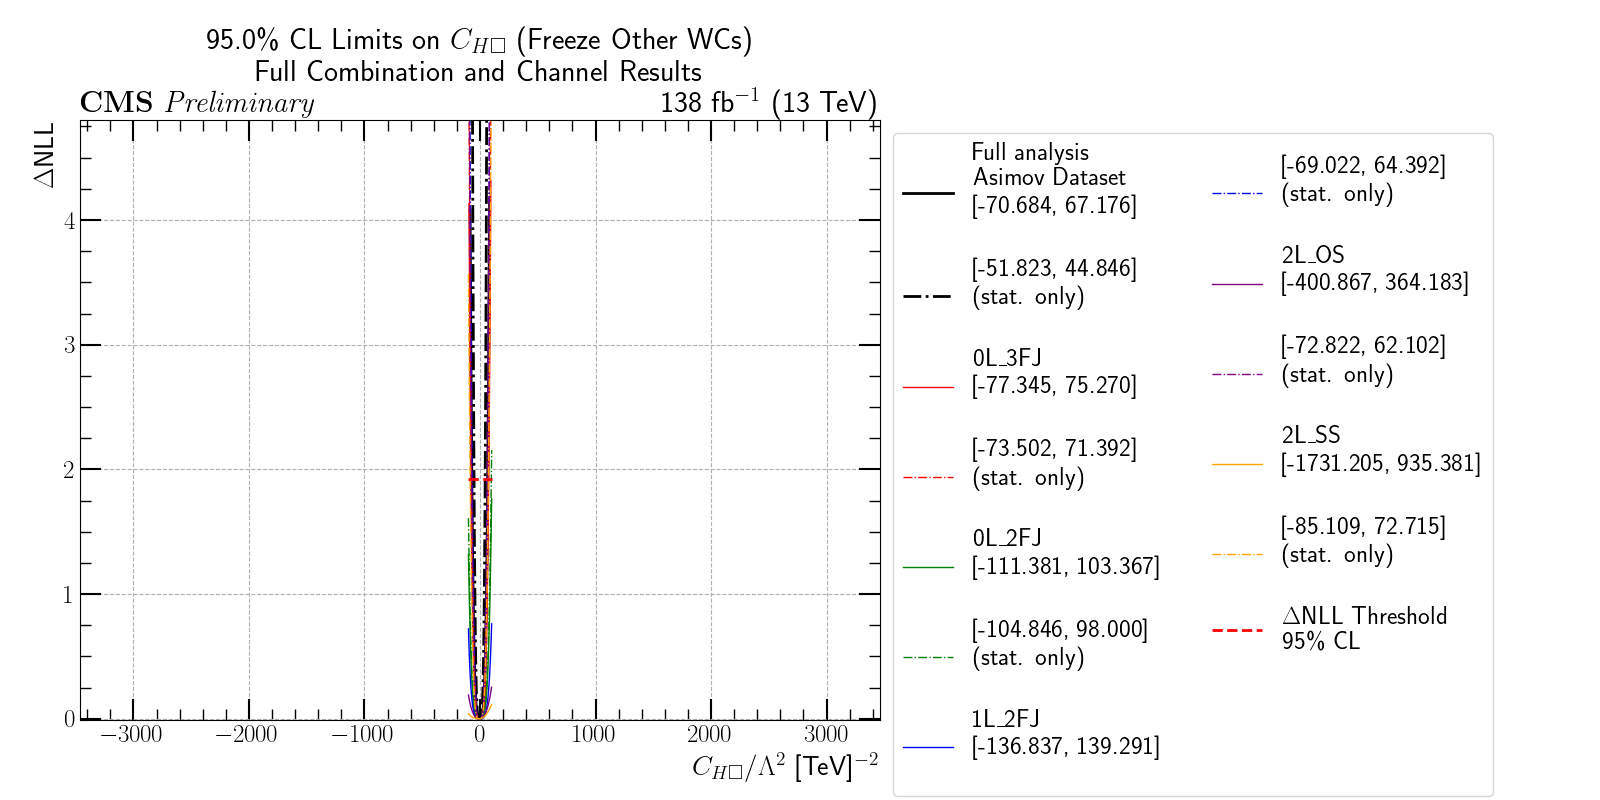 95.0% CL Limits on C_{H□} (Freeze Other WCs)
Full Combination and Channel Results
CMS Preliminary
138 fb⁻¹ (13 TeV)
ΔNLL
4
3
2
1
0
−3000
−2000
−1000
0
1000
2000
3000
C_{H□}/Λ² [TeV]⁻²
Full analysis
Asimov Dataset
[-70.684, 67.176]
[-51.823, 44.846]
(stat. only)
0L_3FJ
[-77.345, 75.270]
[-73.502, 71.392]
(stat. only)
0L_2FJ
[-111.381, 103.367]
[-104.846, 98.000]
(stat. only)
1L_2FJ
[-136.837, 139.291]
[-69.022, 64.392]
(stat. only)
2L_OS
[-400.867, 364.183]
[-72.822, 62.102]
(stat. only)
2L_SS
[-1731.205, 935.381]
[-85.109, 72.715]
(stat. only)
ΔNLL Threshold
95% CL